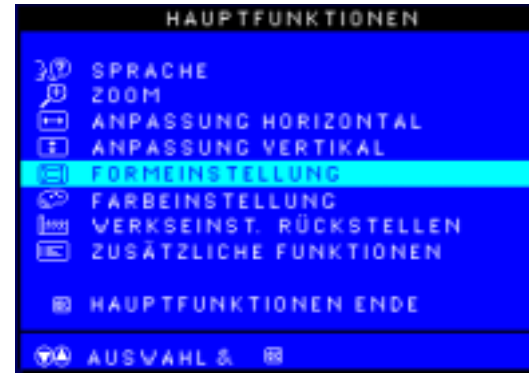 HAUPTFUNKTIONEN
SPRACHE
ZOOM
ANPASSUNG HORIZONTAL
ANPASSUNG VERTIKAL
FORMEINSTELLUNG
FARBEINSTELLUNG
WERKSEINST. RÜCKSTELLEN
ZUSÄTZLICHE FUNKTIONEN
HAUPTFUNKTIONEN ENDE
AUSWAHL &